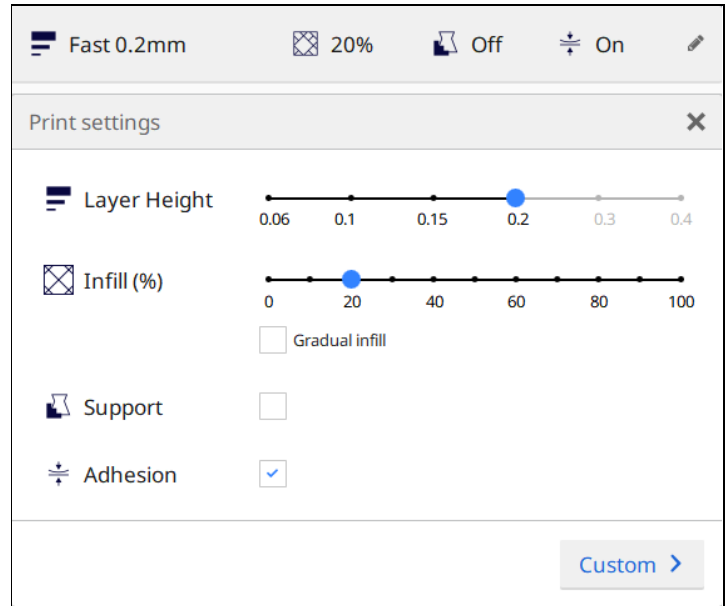 Fast 0.2mm 20% Off On
Print settings
Layer Height
0.06 0.1 0.15 0.2 0.3 0.4
Infill (%)
0 20 40 60 80 100
Gradual infill
Support
Adhesion
Custom